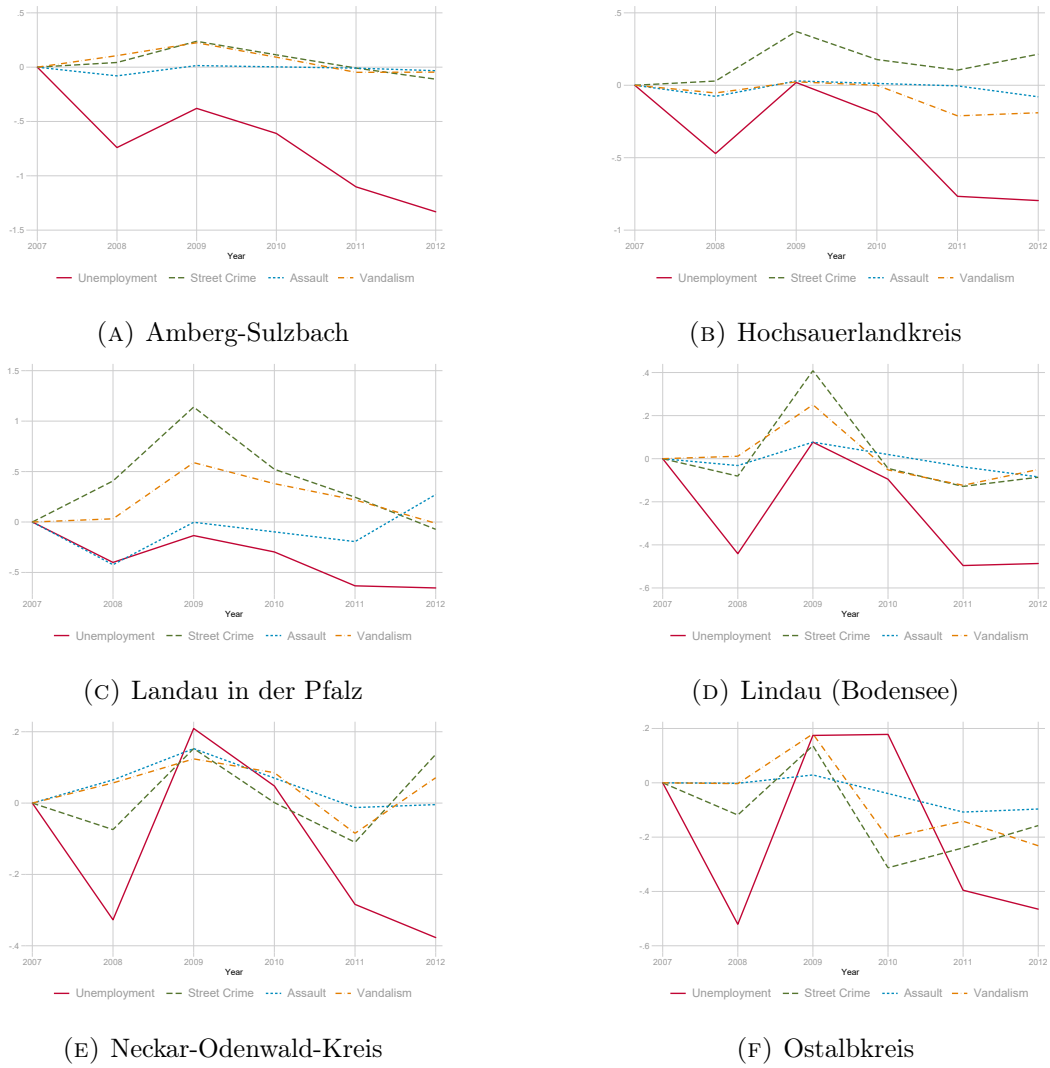 .5
0
-.5
-1
-1.5
2007 2008 2009 2010 2011 2012
Year
Unemployment Street Crime Assault Vandalism
(A) Amberg-Sulzbach
.5
0
-.5
-1
2007 2008 2009 2010 2011 2012
Year
Unemployment Street Crime Assault Vandalism
(B) Hochsauerlandkreis
1.5
1
.5
0
-.5
2007 2008 2009 2010 2011 2012
Year
Unemployment Street Crime Assault Vandalism
(C) Landau in der Pfalz
.4
.2
0
-.2
-.4
-.6
2007 2008 2009 2010 2011 2012
Year
Unemployment Street Crime Assault Vandalism
(D) Lindau (Bodensee)
.2
0
-.2
-.4
2007 2008 2009 2010 2011 2012
Year
Unemployment Street Crime Assault Vandalism
(E) Neckar-Odenwald-Kreis
.2
0
-.2
-.4
-.6
2007 2008 2009 2010 2011 2012
Year
Unemployment Street Crime Assault Vandalism
(F) Ostalbkreis